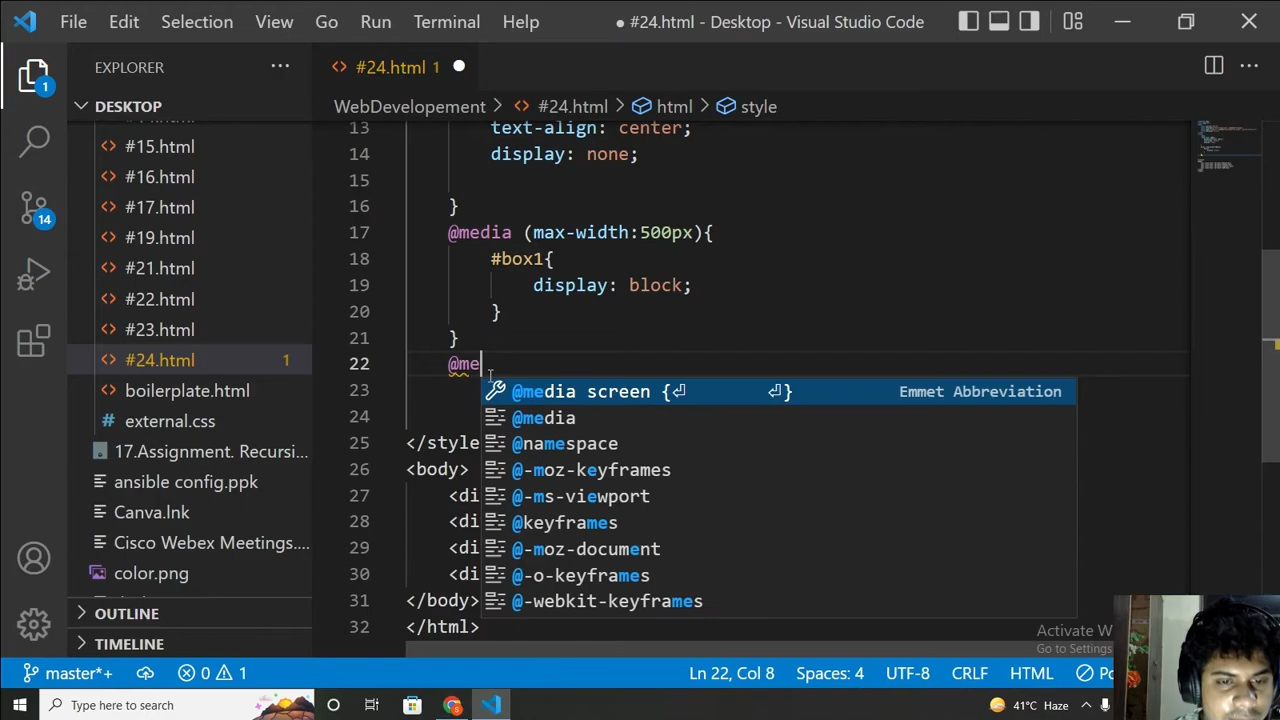 File Edit Selection View Go Run Terminal Help ● #24.html - Desktop - Visual Studio Code
EXPLORER
#24.html 1
DESKTOP
WebDevelopement > #24.html > html > style
#15.html
#16.html
#17.html
#19.html
#21.html
#22.html
#23.html
#24.html 1
boilerplate.html
# external.css
17.Assignment. Recursi...
ansible config.ppk
Canva.lnk
Cisco Webex Meetings....
color.png
OUTLINE
TIMELINE
1
14
13 text-align: center;
14 display: none;
15
16 }
17 @media (max-width:500px){
18 #box1{
19 display: block;
20 }
21 }
22 @me
23
24
25 </style
26 <body>
27 <di
28 <di
29 <di
30 <di
31 </body>
32 </html>
@media screen {⏎ ⏎} Emmet Abbreviation
@media
@namespace
@-moz-keyframes
@-ms-viewport
@keyframes
@-moz-document
@-o-keyframes
@-webkit-keyframes
Activate W
Go to Settings
master*+ 0 1 Ln 22, Col 8 Spaces: 4 UTF-8 CRLF HTML
Type here to search 41°C Haze